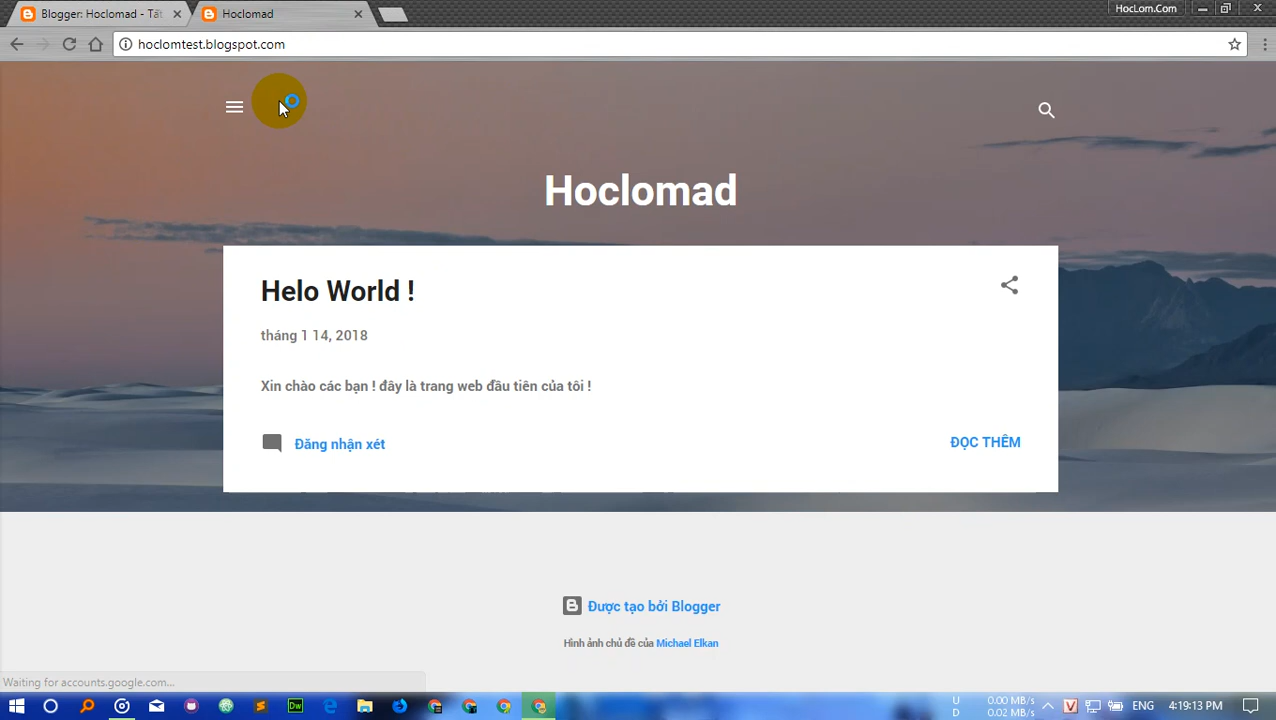 Blogger: Hoclomad - Tất
Hoclomad
HocLom.Com
hoclomtest.blogspot.com
Hoclomad
Helo World !
tháng 1 14, 2018
Xin chào các bạn ! đây là trang web đầu tiên của tôi !
Đăng nhận xét
ĐỌC THÊM
Được tạo bởi Blogger
Hình ảnh chủ đề của Michael Elkan
Waiting for accounts.google.com...
U 0.00 MB/s
D 0.02 MB/s
Dw
V
ENG
4:19:13 PM